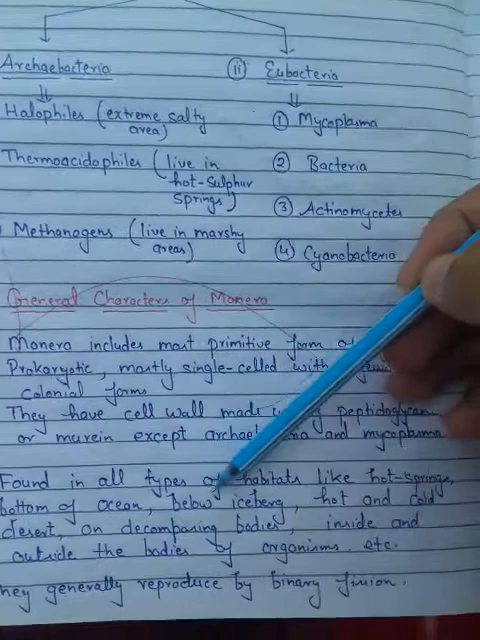 Archaebacteria
(ii) Eubacteria
Halophiles (extreme salty
area)
① Mycoplasma
Thermoacidophiles (live in
hot-sulphur
springs)
② Bacteria
③ Actinomycetes
Methanogens (live in marshy
areas)
④ Cyanobacteria
General Characters of Monera
Monera includes most primitive form of
Prokaryotic, mostly single-celled with
colonial forms
They have cell wall made peptidoglycan
or murein except and mycoplasma
Found in all types of habitats like hot-springs,
bottom of ocean, below iceberg, hot and cold
desert, on decomposing bodies, inside and
outside the bodies of organisms. etc.
They generally reproduce by binary fission.